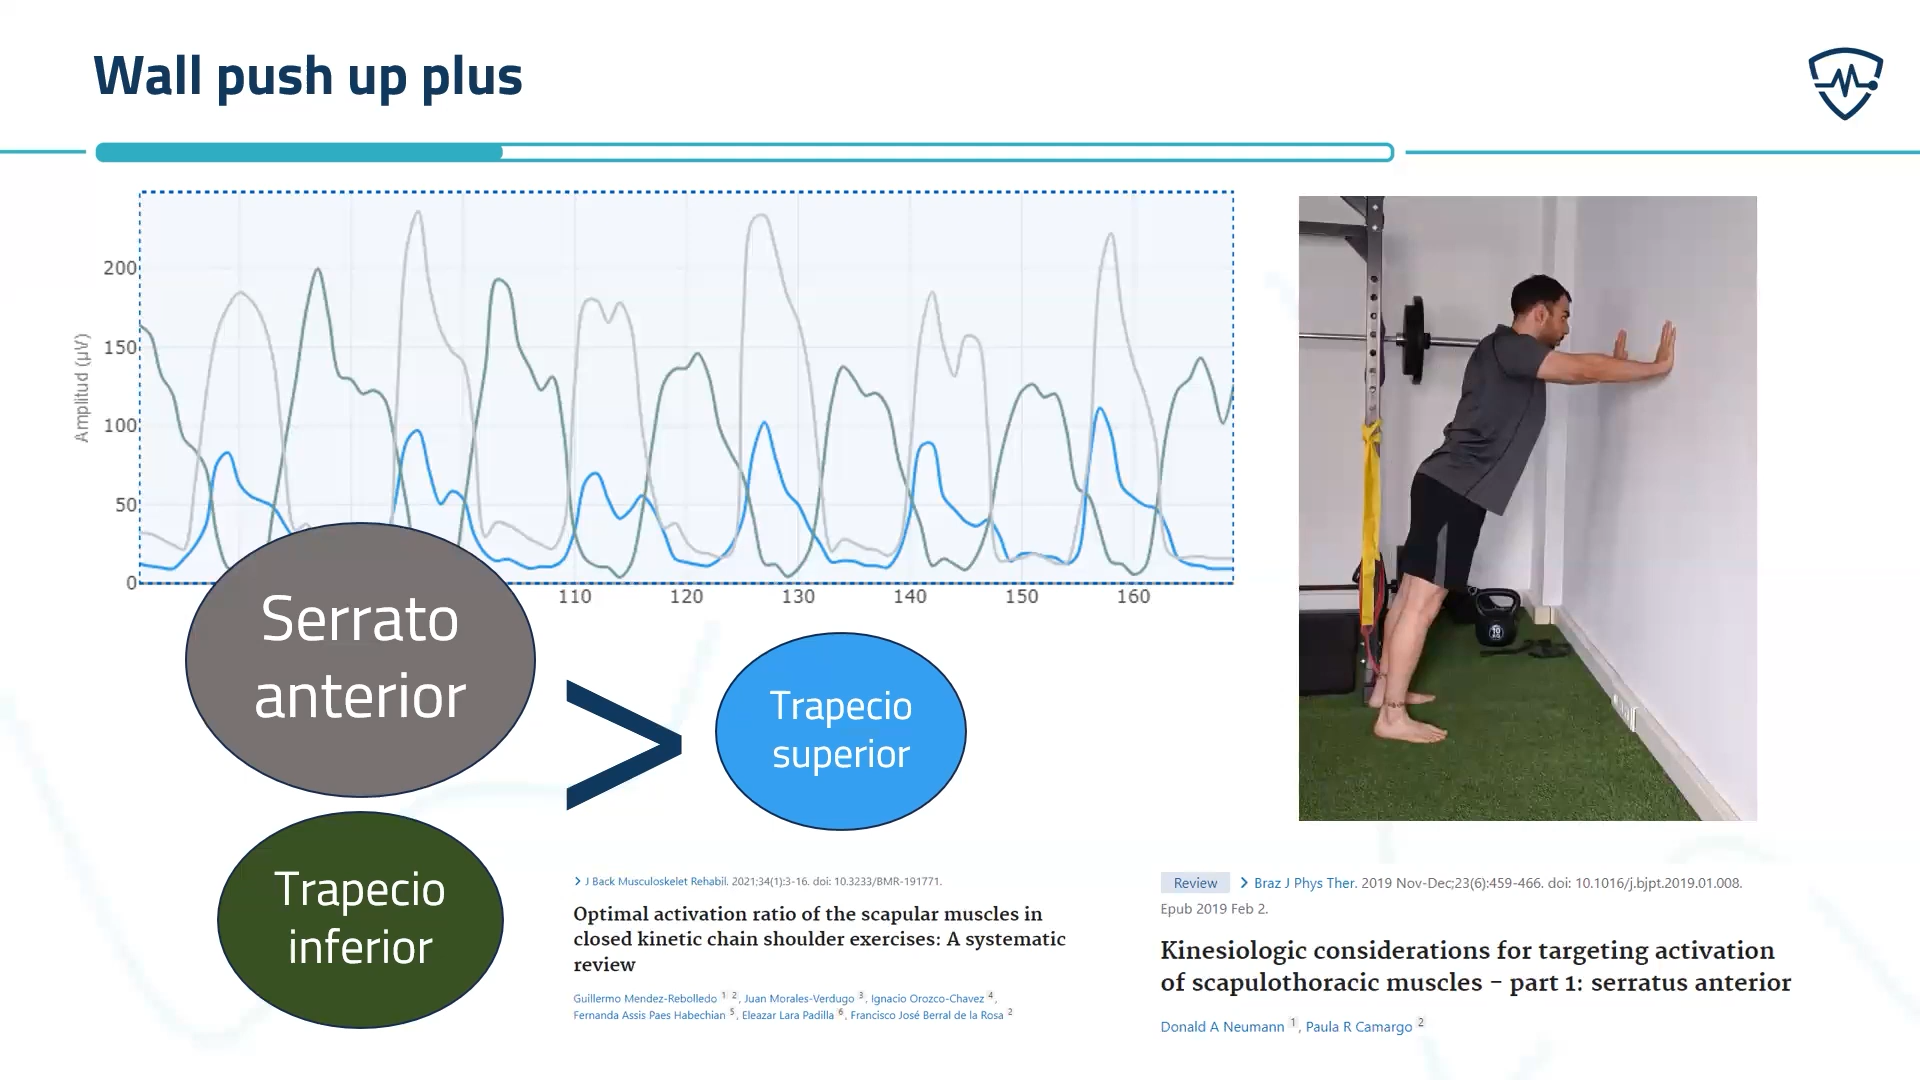 Wall push up plus
Amplitud (µV)
200
150
100
50
0
110 120 130 140 150 160
Serrato
anterior
>
Trapecio
superior
Trapecio
inferior
J Back Musculoskelet Rehabil. 2021;34(1):3-16. doi: 10.3233/BMR-191771.
Optimal activation ratio of the scapular muscles in
closed kinetic chain shoulder exercises: A systematic
review
Guillermo Mendez-Rebolledo 1 2, Juan Morales-Verdugo 3, Ignacio Orozco-Chavez 4,
Fernanda Assis Paes Habechian 5, Eleazar Lara Padilla 6, Francisco José Berral de la Rosa 2
Review > Braz J Phys Ther. 2019 Nov-Dec;23(6):459-466. doi: 10.1016/j.bjpt.2019.01.008.
Epub 2019 Feb 2.
Kinesiologic considerations for targeting activation
of scapulothoracic muscles - part 1: serratus anterior
Donald A Neumann 1, Paula R Camargo 2